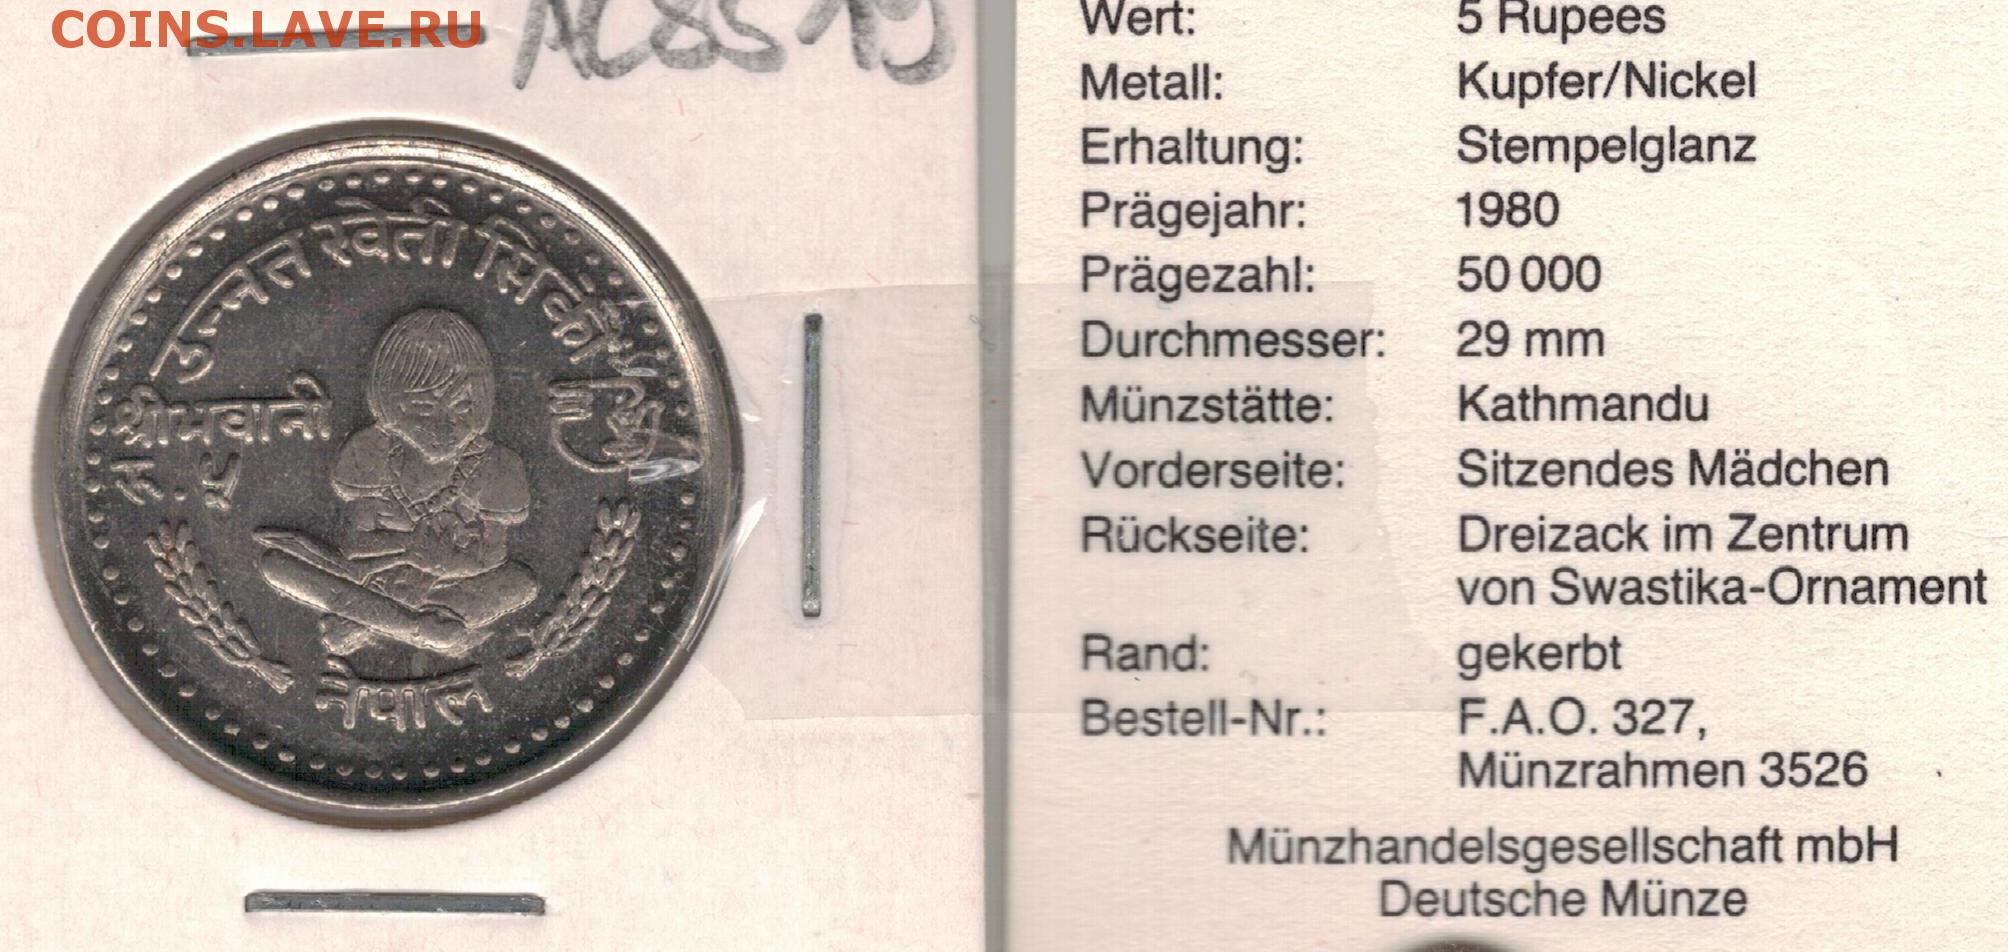 COINS.LAVE.RU
उन्नत खेती सिक्का
श्री भवानी
रु. ५
नेपाल
Wert: 5 Rupees
Metall: Kupfer/Nickel
Erhaltung: Stempelglanz
Prägejahr: 1980
Prägezahl: 50 000
Durchmesser: 29 mm
Münzstätte: Kathmandu
Vorderseite: Sitzendes Mädchen
Rückseite: Dreizack im Zentrum
von Swastika-Ornament
Rand: gekerbt
Bestell-Nr.: F.A.O. 327,
Münzrahmen 3526
Münzhandelsgesellschaft mbH
Deutsche Münze